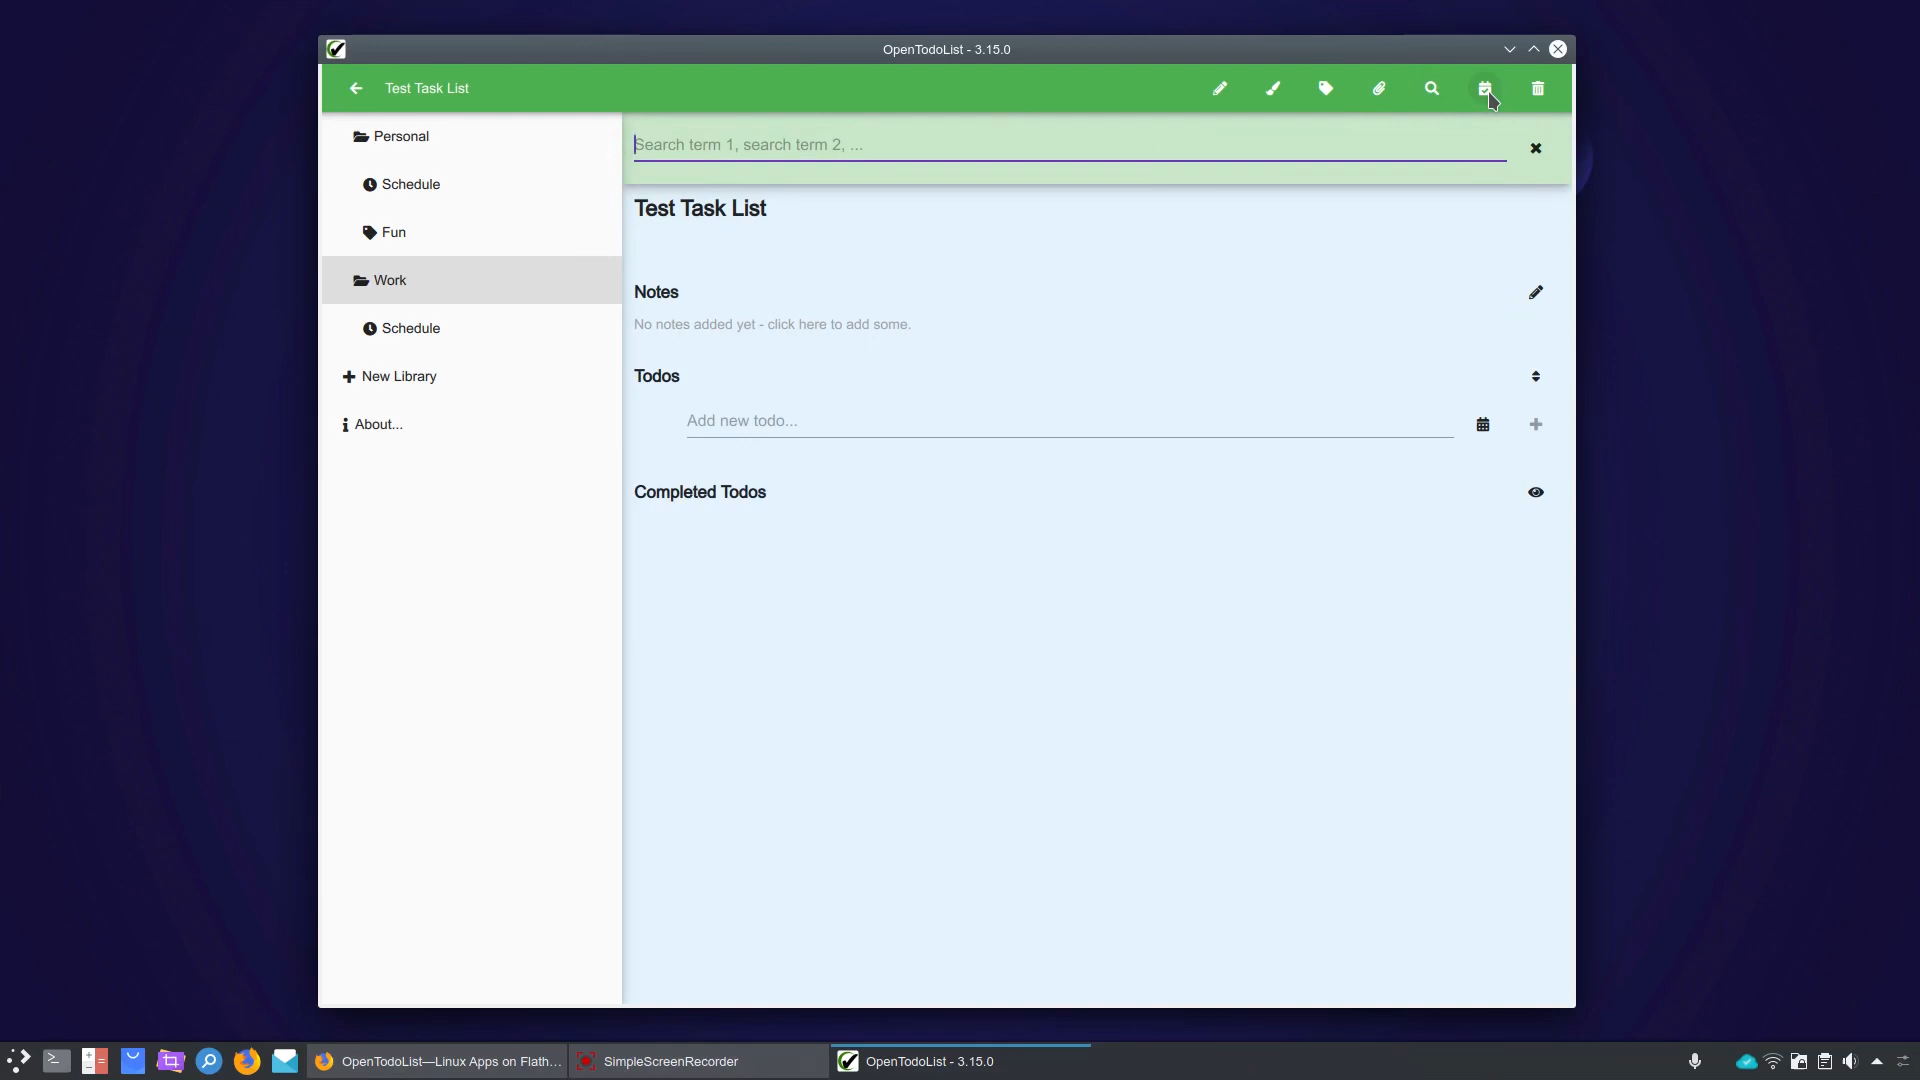 OpenTodoList - 3.15.0
Test Task List
Personal
Schedule
Fun
Work
Schedule
New Library
About...
Search term 1, search term 2, ...
Test Task List
Notes
No notes added yet - click here to add some.
Todos
Add new todo...
Completed Todos
OpenTodoList—Linux Apps on Flath...
SimpleScreenRecorder
OpenTodoList - 3.15.0